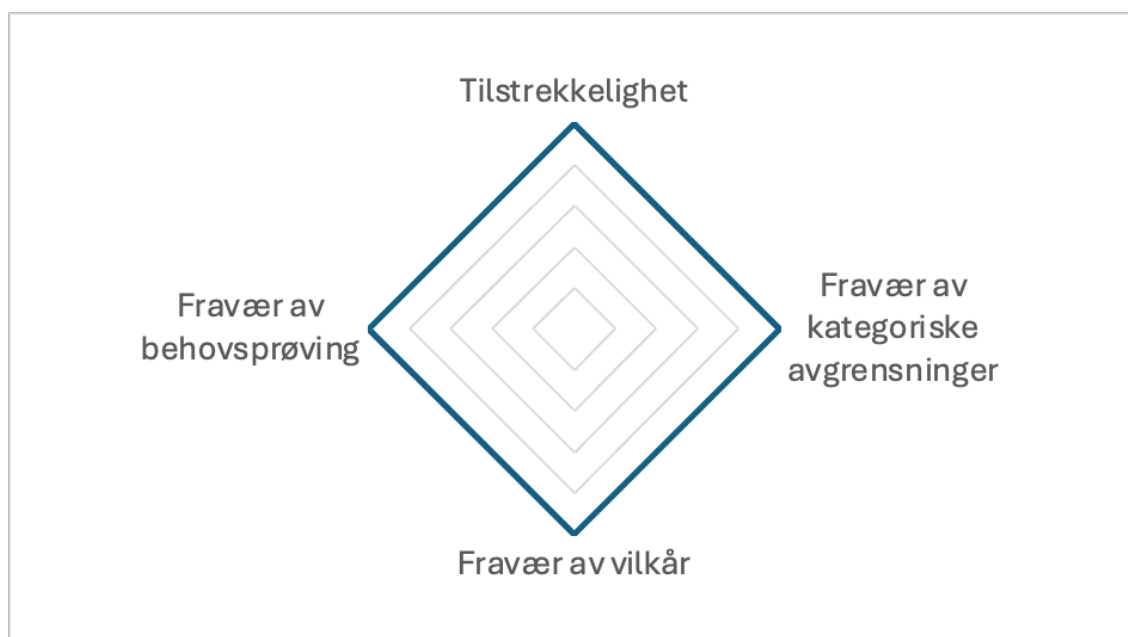 Tilstrekkelighet
Fravær av
behovsprøving
Fravær av
kategoriske
avgrensninger
Fravær av vilkår